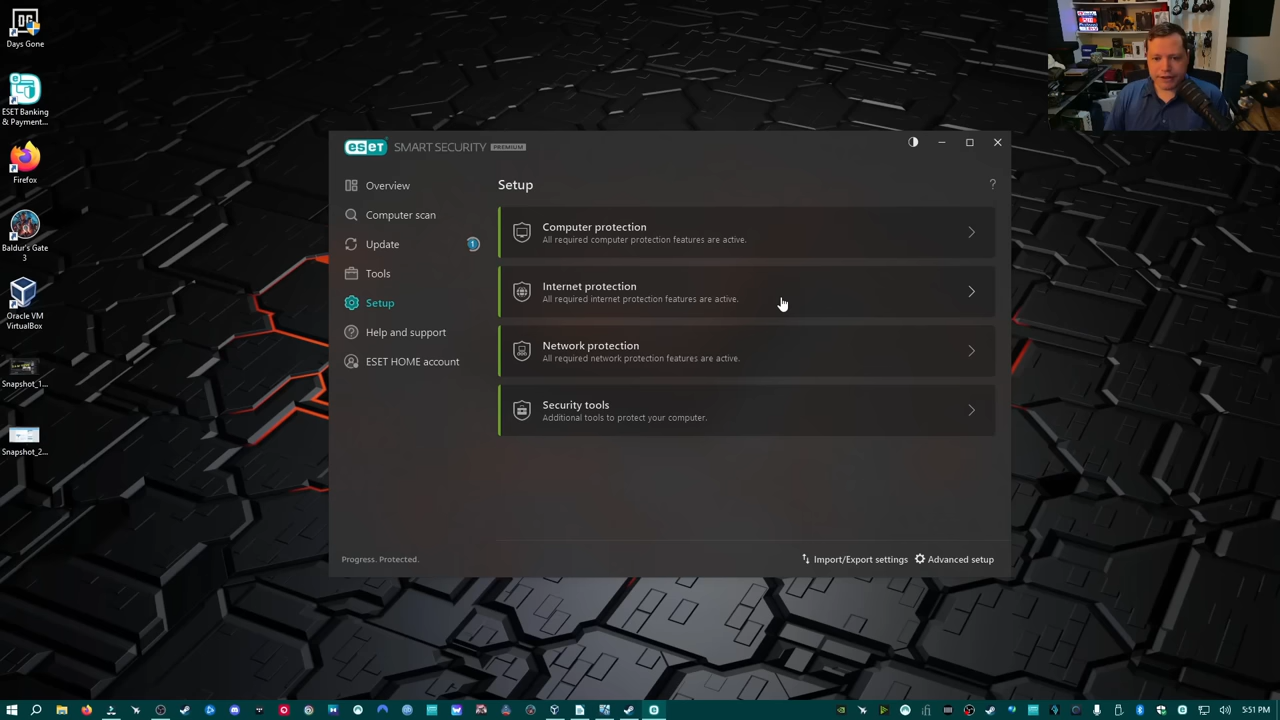 Days Gone
ESET Banking
& Payment...
Firefox
Baldur's Gate
3
Oracle VM
VirtualBox
Snapshot_1...
Snapshot_2...
eseT SMART SECURITY PREMIUM
Overview
Computer scan
Update 1
Tools
Setup
Help and support
ESET HOME account
Setup ?
Computer protection
All required computer protection features are active.
Internet protection
All required internet protection features are active.
Network protection
All required network protection features are active.
Security tools
Additional tools to protect your computer.
Progress. Protected.
Import/Export settings Advanced setup
5:51 PM